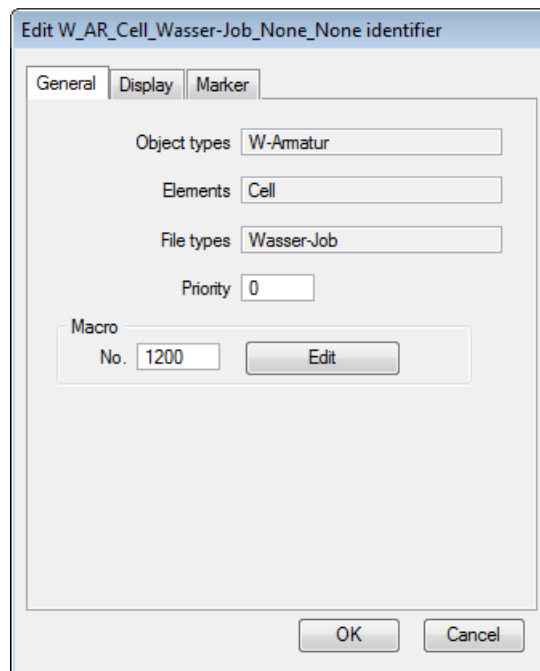 Edit W_AR_Cell_Wasser-Job_None_None identifier
General Display Marker
Object types W-Armatur
Elements Cell
File types Wasser-Job
Priority 0
Macro
No. 1200 Edit
OK Cancel